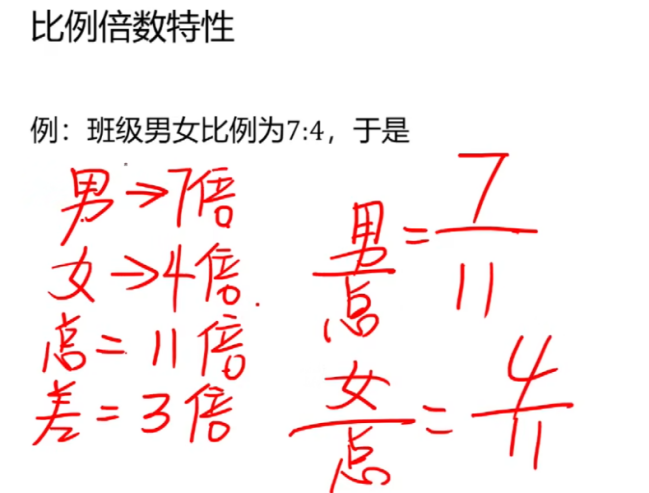 比例倍数特性
例：班级男女比例为7:4，于是
男→7倍
女→4倍
总=11倍
差=3倍
男/总=7/11
女/总=4/11